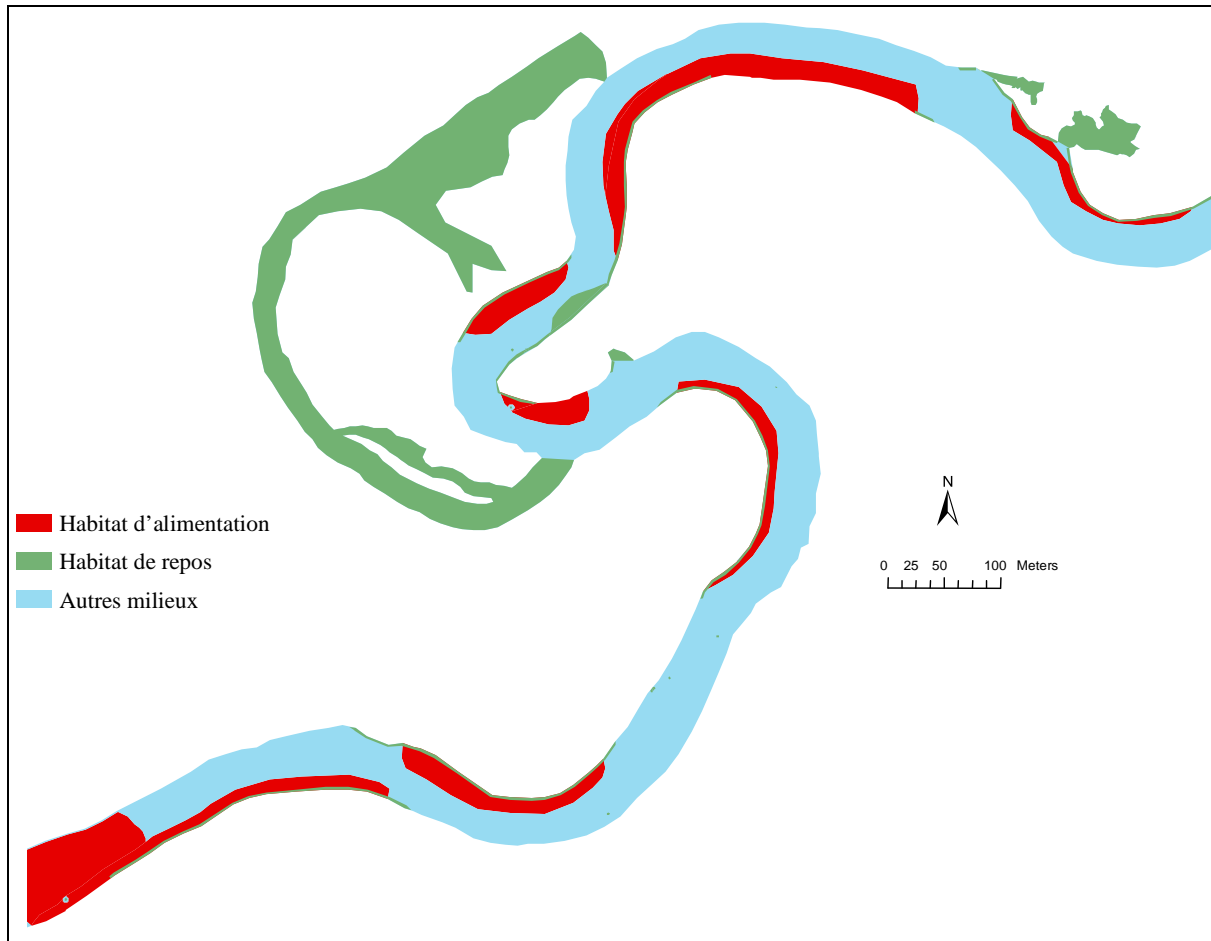 N
0 25 50 100 Meters
Habitat d'alimentation
Habitat de repos
Autres milieux